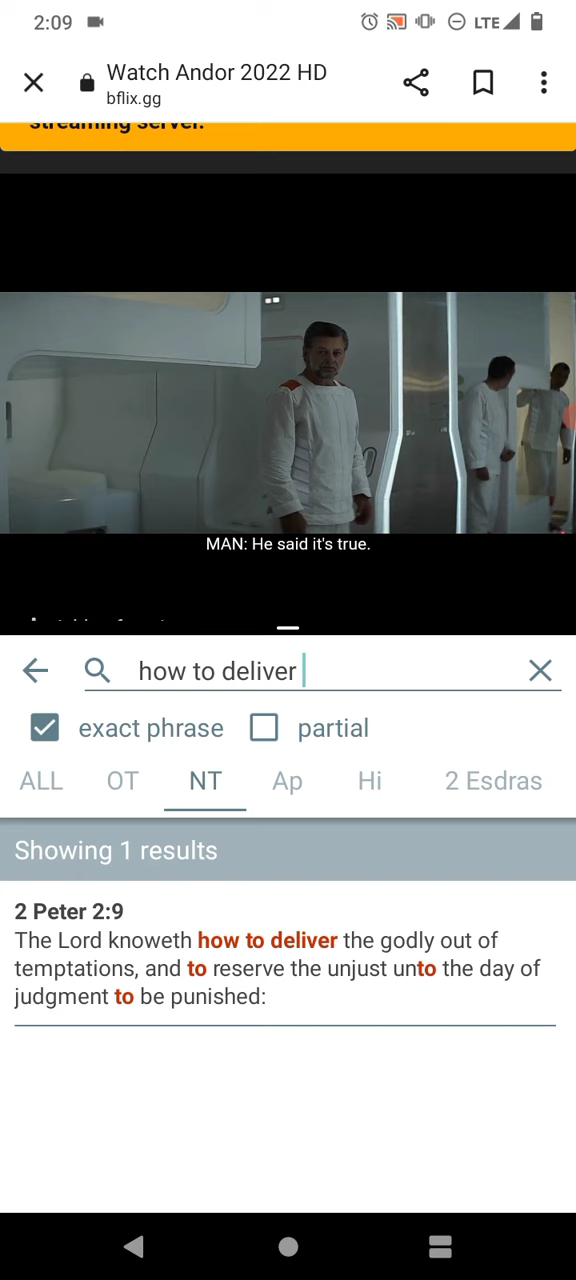 2:09
LTE
Watch Andor 2022 HD
bflix.gg
streaming server.
MAN: He said it's true.
how to deliver
exact phrase partial
ALL OT NT Ap Hi 2 Esdras
Showing 1 results
2 Peter 2:9
The Lord knoweth how to deliver the godly out of
temptations, and to reserve the unjust unto the day of
judgment to be punished: